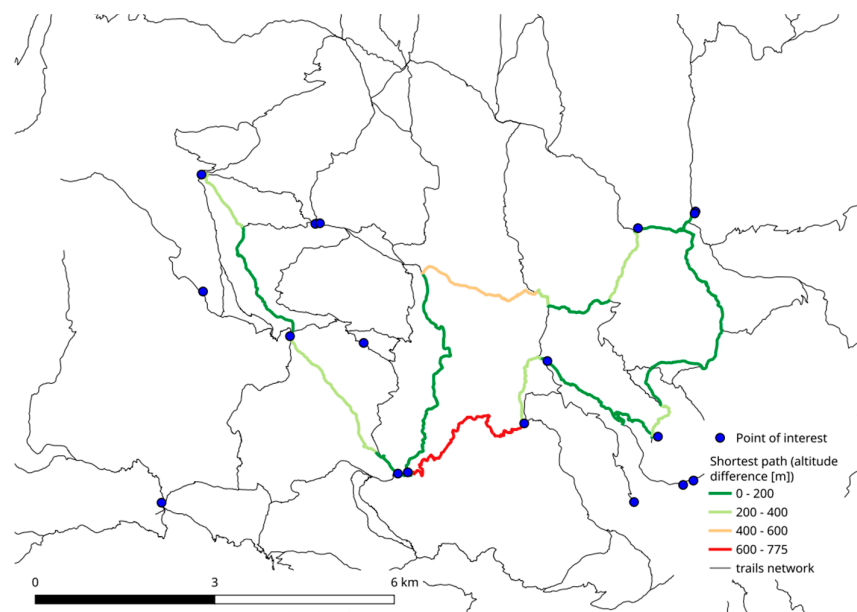 Point of interest
Shortest path (altitude
difference [m])
0 - 200
200 - 400
400 - 600
600 - 775
trails network
0 3 6 km